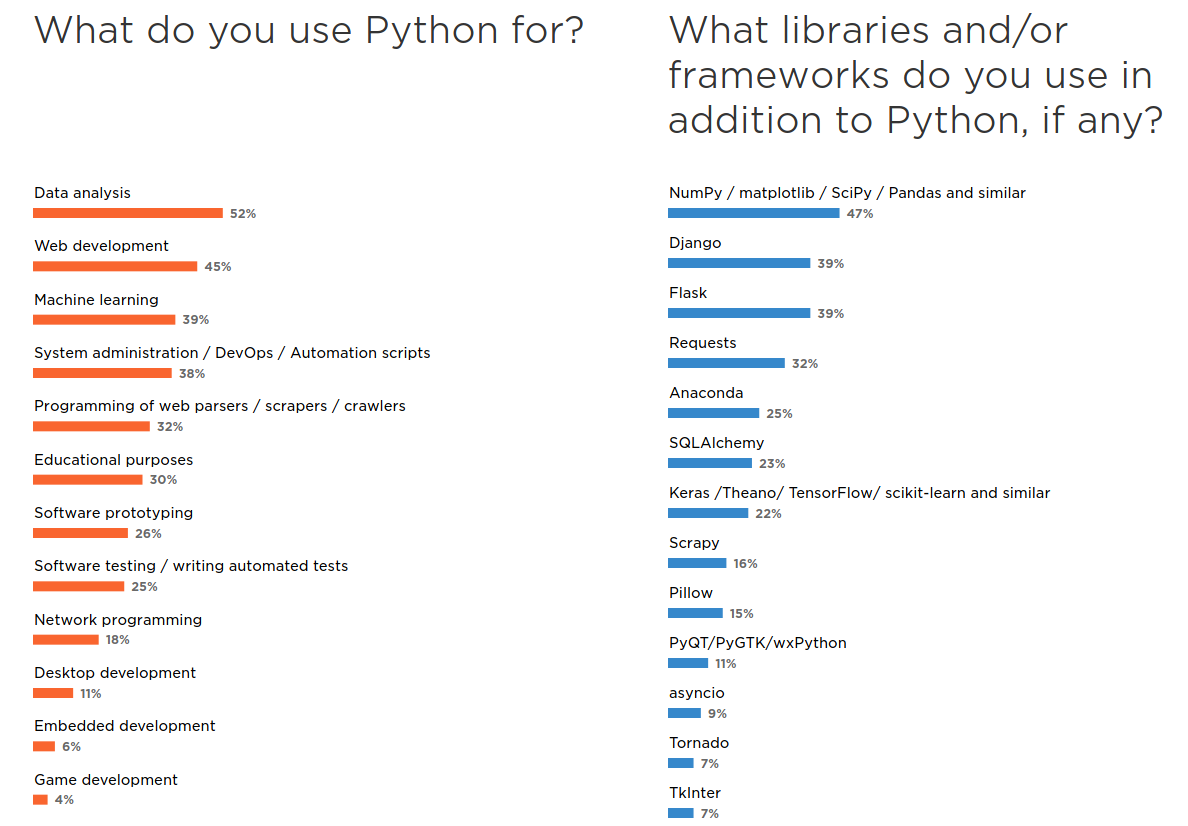 What do you use Python for?
Data analysis
52%
Web development
45%
Machine learning
39%
System administration / DevOps / Automation scripts
38%
Programming of web parsers / scrapers / crawlers
32%
Educational purposes
30%
Software prototyping
26%
Software testing / writing automated tests
25%
Network programming
18%
Desktop development
11%
Embedded development
6%
Game development
4%
What libraries and/or
frameworks do you use in
addition to Python, if any?
NumPy / matplotlib / SciPy / Pandas and similar
47%
Django
39%
Flask
39%
Requests
32%
Anaconda
25%
SQLAlchemy
23%
Keras /Theano/ TensorFlow/ scikit-learn and similar
22%
Scrapy
16%
Pillow
15%
PyQT/PyGTK/wxPython
11%
asyncio
9%
Tornado
7%
TkInter
7%